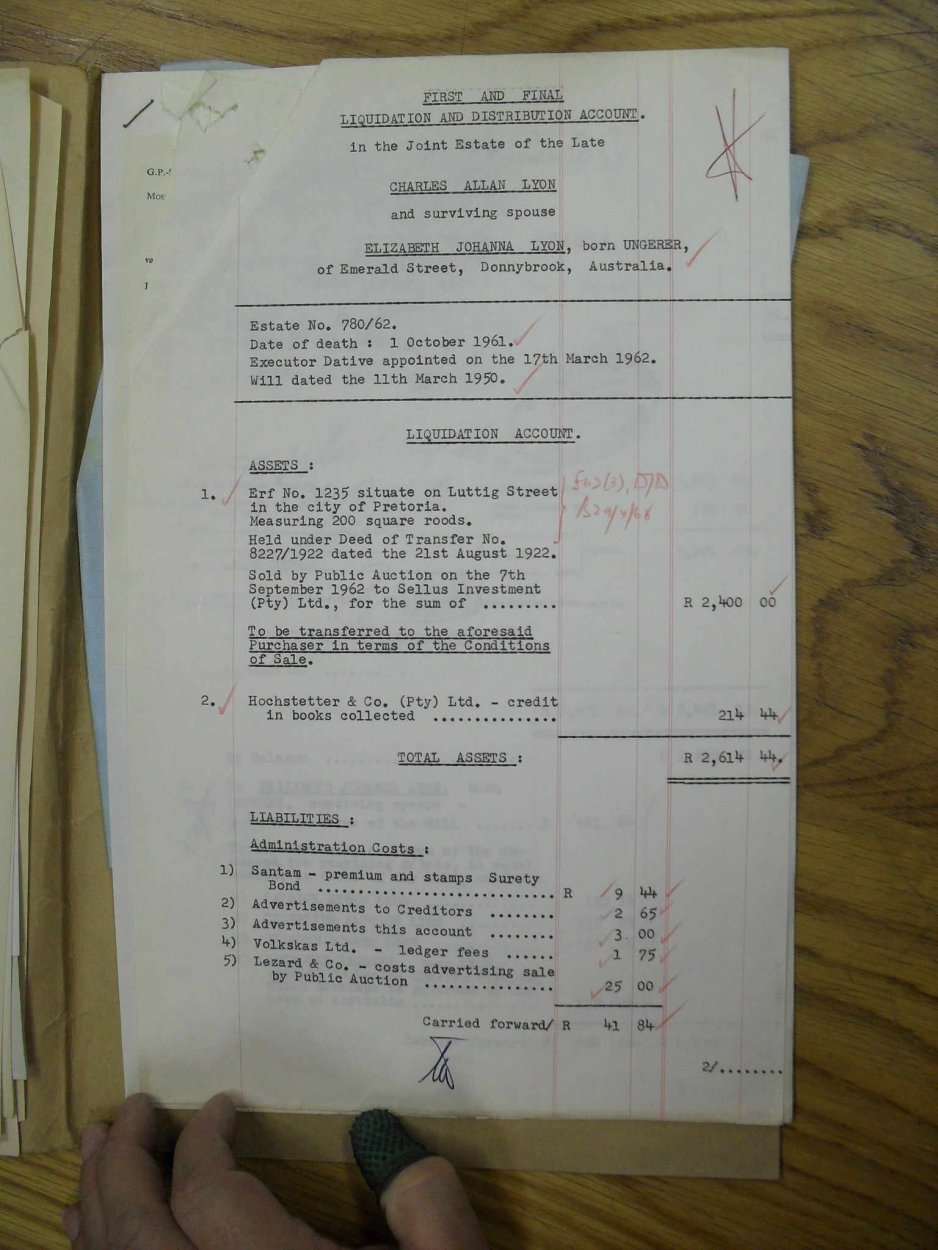 FIRST AND FINAL
LIQUIDATION AND DISTRIBUTION ACCOUNT.
in the Joint Estate of the Late
G.P.-S
CHARLES ALLAN LYON
and surviving spouse
ELIZABETH JOHANNA LYON, born UNGERER,
of Emerald Street, Donnybrook, Australia.
Estate No. 780/62.
Date of death : 1 October 1961.
Executor Dative appointed on the 17th March 1962.
Will dated the 11th March 1950.
LIQUIDATION ACCOUNT.
ASSETS :
1. Erf No. 1235 situate on Luttig Street
in the city of Pretoria.
Measuring 200 square roods.
Held under Deed of Transfer No.
8227/1922 dated the 21st August 1922.
Sold by Public Auction on the 7th
September 1962 to Sellus Investment
(Pty) Ltd., for the sum of ......... R 2,400 00
To be transferred to the aforesaid
Purchaser in terms of the Conditions
of Sale.
2. Hochstetter & Co. (Pty) Ltd. - credit
in books collected ............... 214 44
TOTAL ASSETS : R 2,614 44.
LIABILITIES :
Administration Costs :
1) Santam - premium and stamps Surety
Bond ............................ R 9 44
2) Advertisements to Creditors ........ 2 65
3) Advertisements this account ........ 3 00
4) Volkskas Ltd. - ledger fees ...... 1 75
5) Lezard & Co. - costs advertising sale
by Public Auction ................ 25 00
Carried forward/ R 41 84
2/........